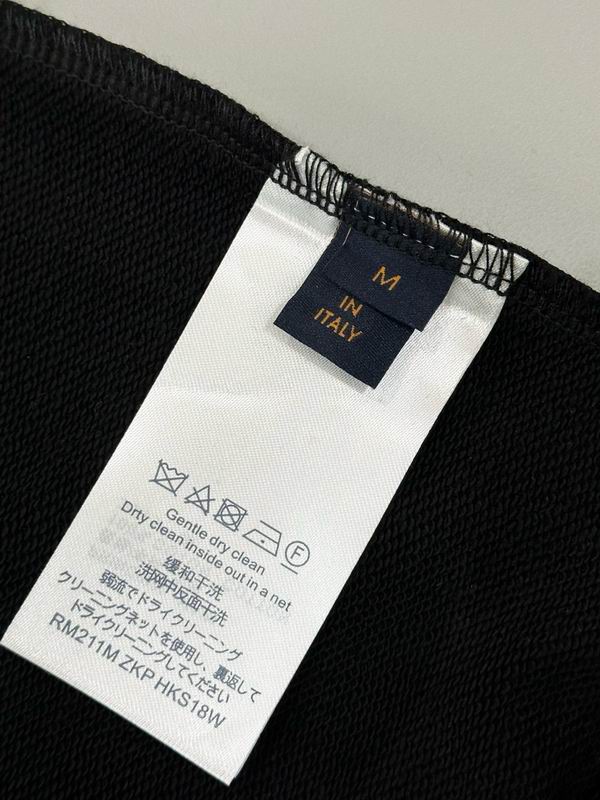 M
IN
ITALY
F
Gentle dry clean
Drty clean inside out in a net
缓和干洗
洗网中反面干洗
弱流でドライクリーニング
クリーニングネットを使用し、裏返して
ドライクリーニングしてください
RM211M ZKP HKS18W